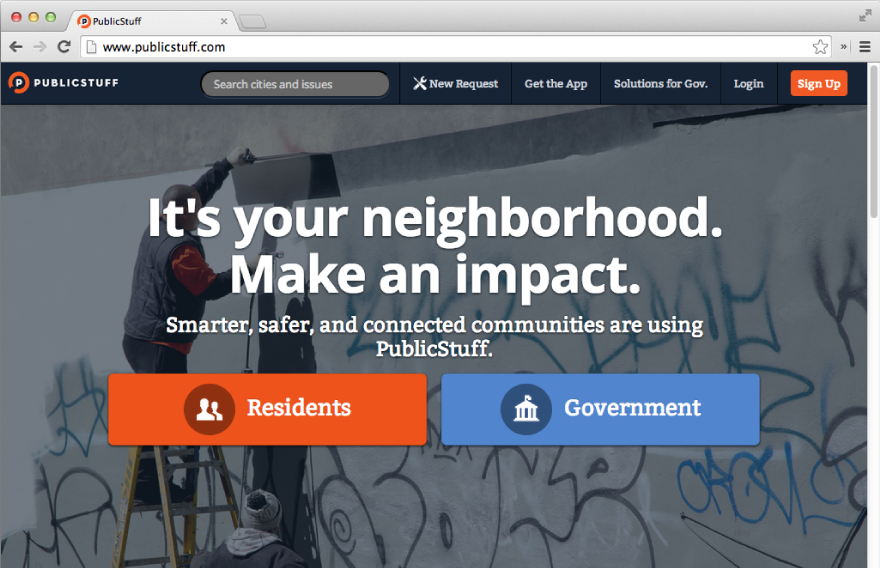 PublicStuff
www.publicstuff.com
PUBLICSTUFF
Search cities and issues
New Request
Get the App
Solutions for Gov.
Login
Sign Up
It's your neighborhood.
Make an impact.
Smarter, safer, and connected communities are using
PublicStuff.
Residents
Government